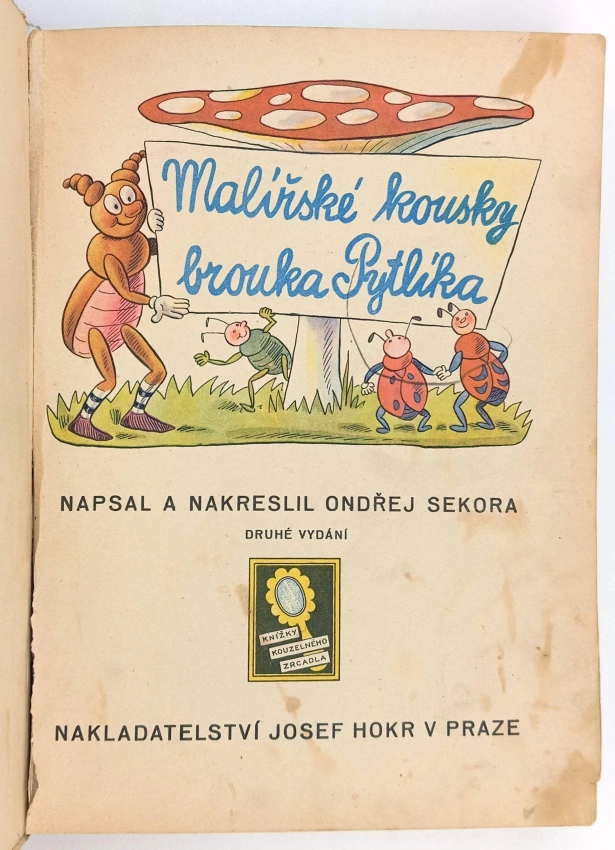 Malířské kousky
brouka Pytlíka
NAPSAL A NAKRESLIL ONDŘEJ SEKORA
DRUHÉ VYDÁNÍ
KNÍŽKY
KOUZELNÉHO
ZRCADLA
NAKLADATELSTVÍ JOSEF HOKR V PRAZE